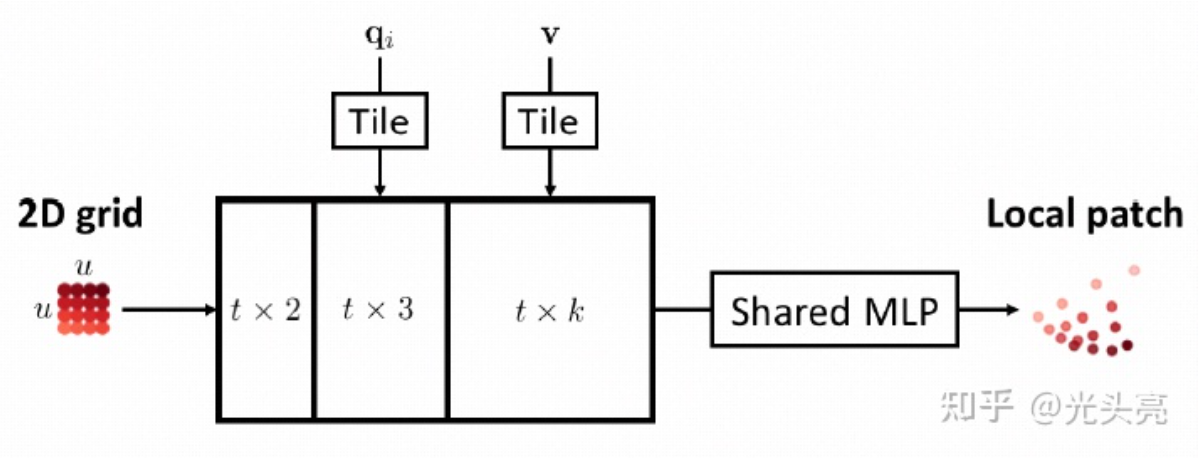 q_i v
Tile Tile
2D grid Local patch
u
u t × 2 t × 3 t × k Shared MLP
知乎 @光头亮